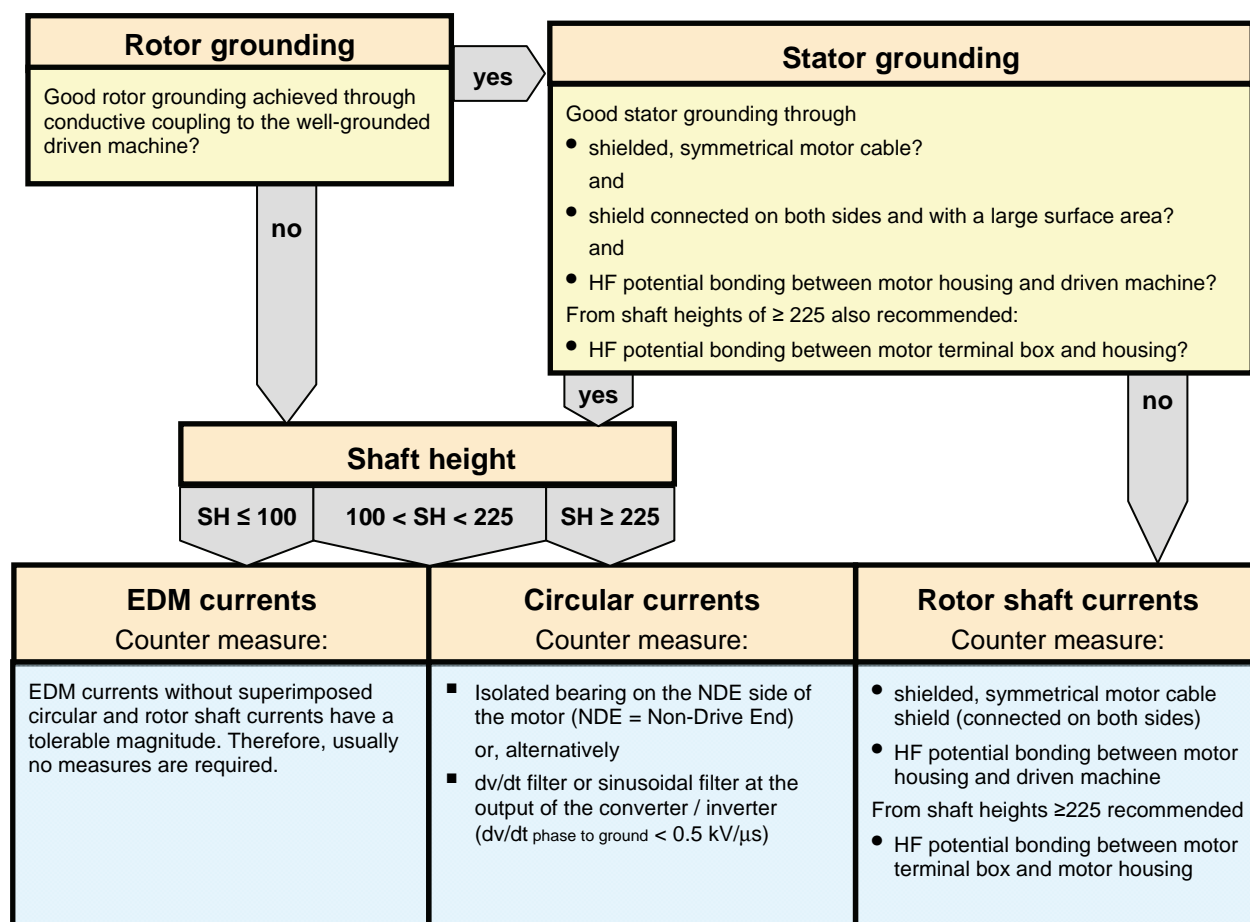 Rotor grounding
Good rotor grounding achieved through
conductive coupling to the well-grounded
driven machine?
yes
Stator grounding
Good stator grounding through
• shielded, symmetrical motor cable?
and
• shield connected on both sides and with a large surface area?
and
• HF potential bonding between motor housing and driven machine?
From shaft heights of ≥ 225 also recommended:
• HF potential bonding between motor terminal box and housing?
no
yes
no
Shaft height
SH ≤ 100
100 < SH < 225
SH ≥ 225
EDM currents
Counter measure:
EDM currents without superimposed
circular and rotor shaft currents have a
tolerable magnitude. Therefore, usually
no measures are required.
Circular currents
Counter measure:
▪ Isolated bearing on the NDE side of
the motor (NDE = Non-Drive End)
or, alternatively
▪ dv/dt filter or sinusoidal filter at the
output of the converter / inverter
(dv/dt phase to ground < 0.5 kV/µs)
Rotor shaft currents
Counter measure:
• shielded, symmetrical motor cable
shield (connected on both sides)
• HF potential bonding between motor
housing and driven machine
From shaft heights ≥225 recommended
• HF potential bonding between motor
terminal box and motor housing